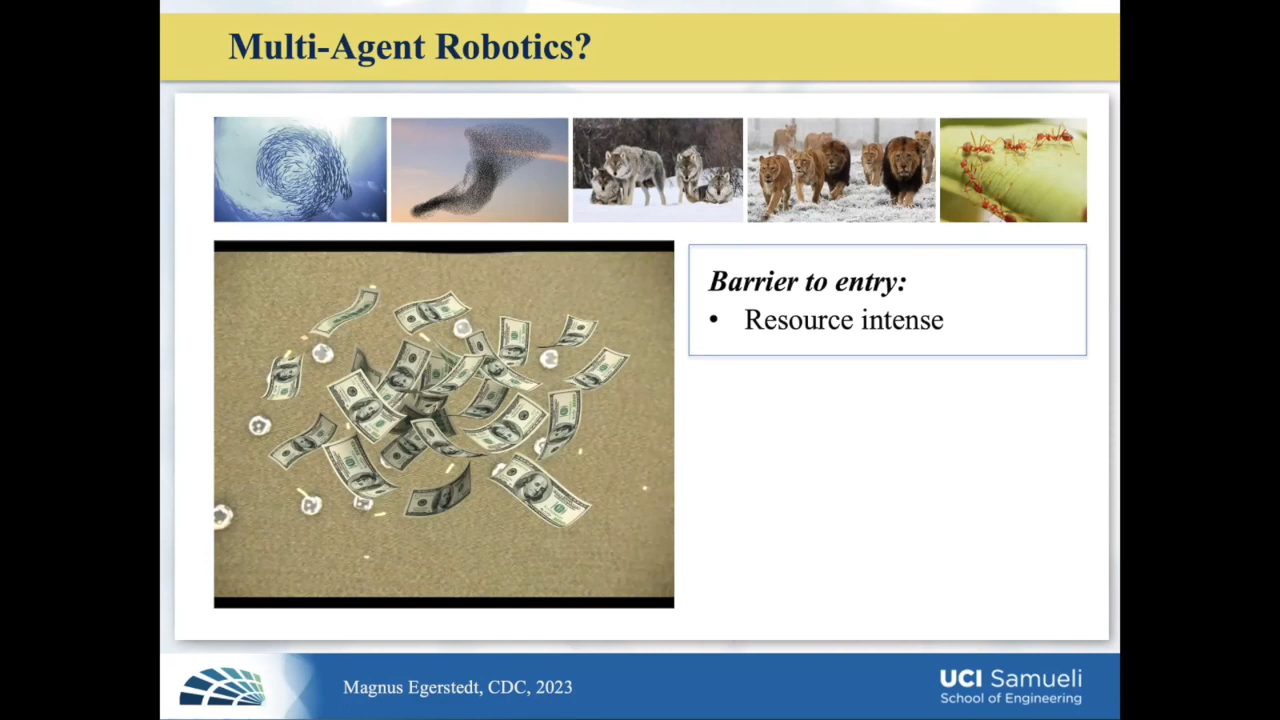 Multi-Agent Robotics?
Barrier to entry:
• Resource intense
Magnus Egerstedt, CDC, 2023
UCI Samueli
School of Engineering